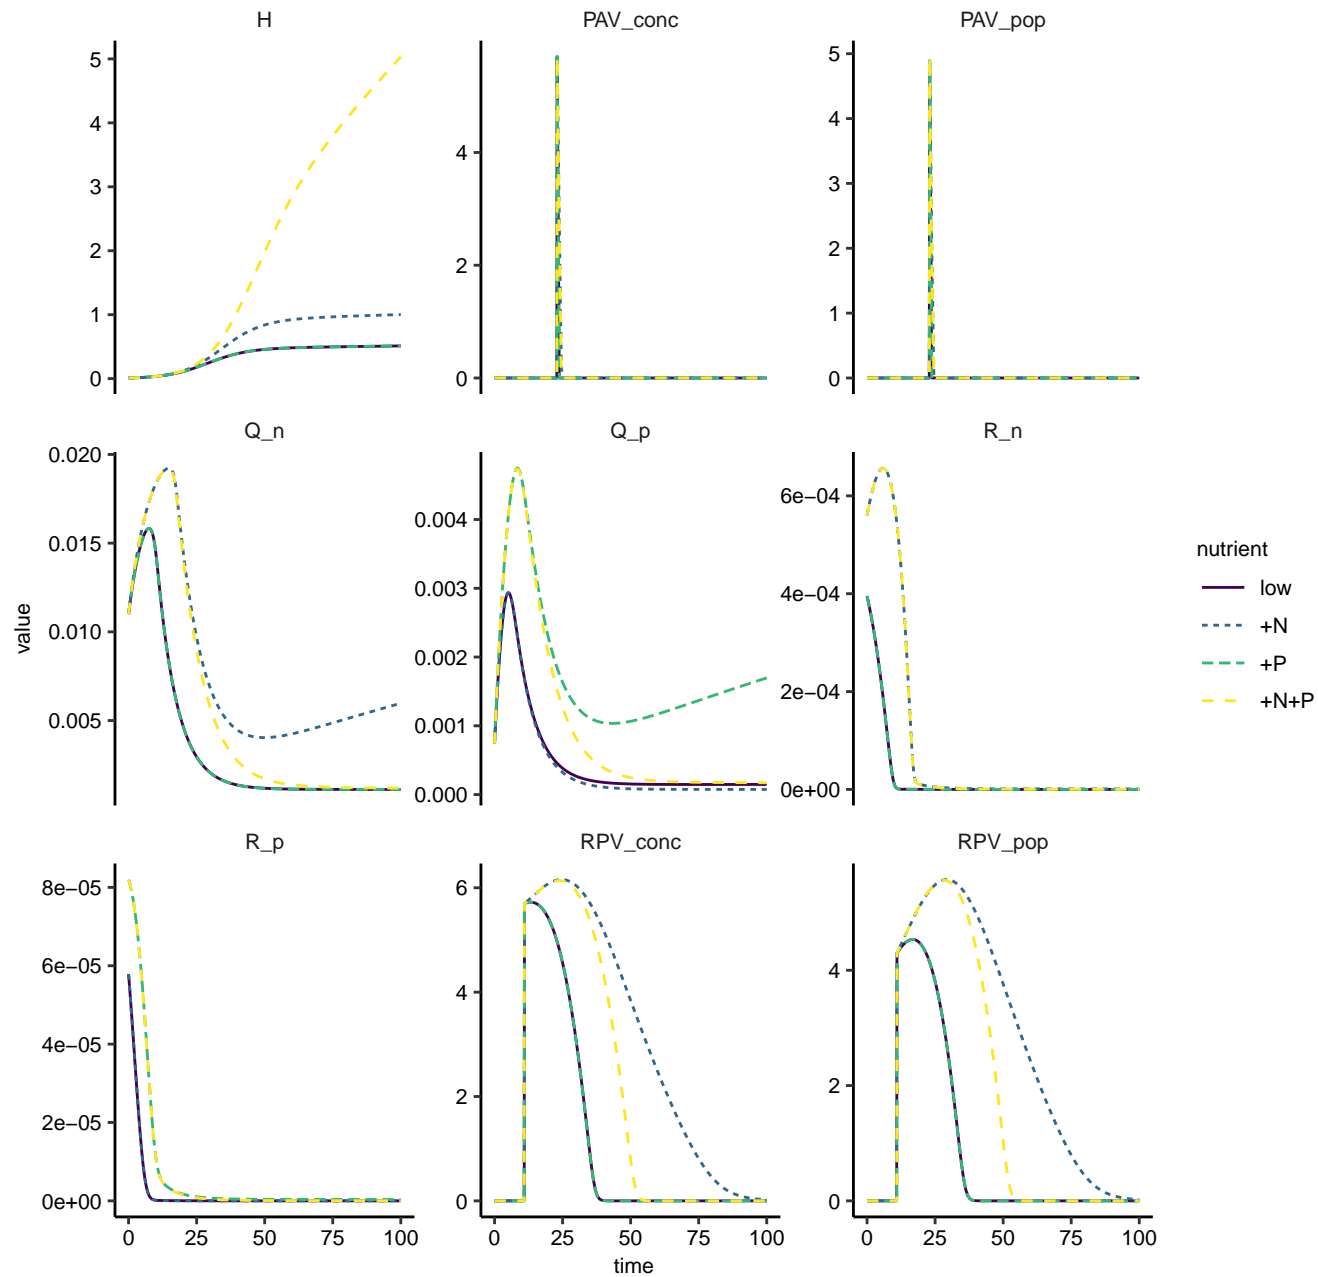 H
PAV_conc
PAV_pop
5
4
3
2
1
0
4
2
0
5
4
3
2
1
0
Q_n
Q_p
R_n
0.020
0.015
0.010
0.005
0.004
0.003
0.002
0.001
0.000
6e-04
4e-04
2e-04
0e+00
R_p
RPV_conc
RPV_pop
8e-05
6e-05
4e-05
2e-05
0e+00
6
4
2
0
4
2
0
0 25 50 75 100
0 25 50 75 100
0 25 50 75 100
time
value
nutrient
low
+N
+P
+N+P